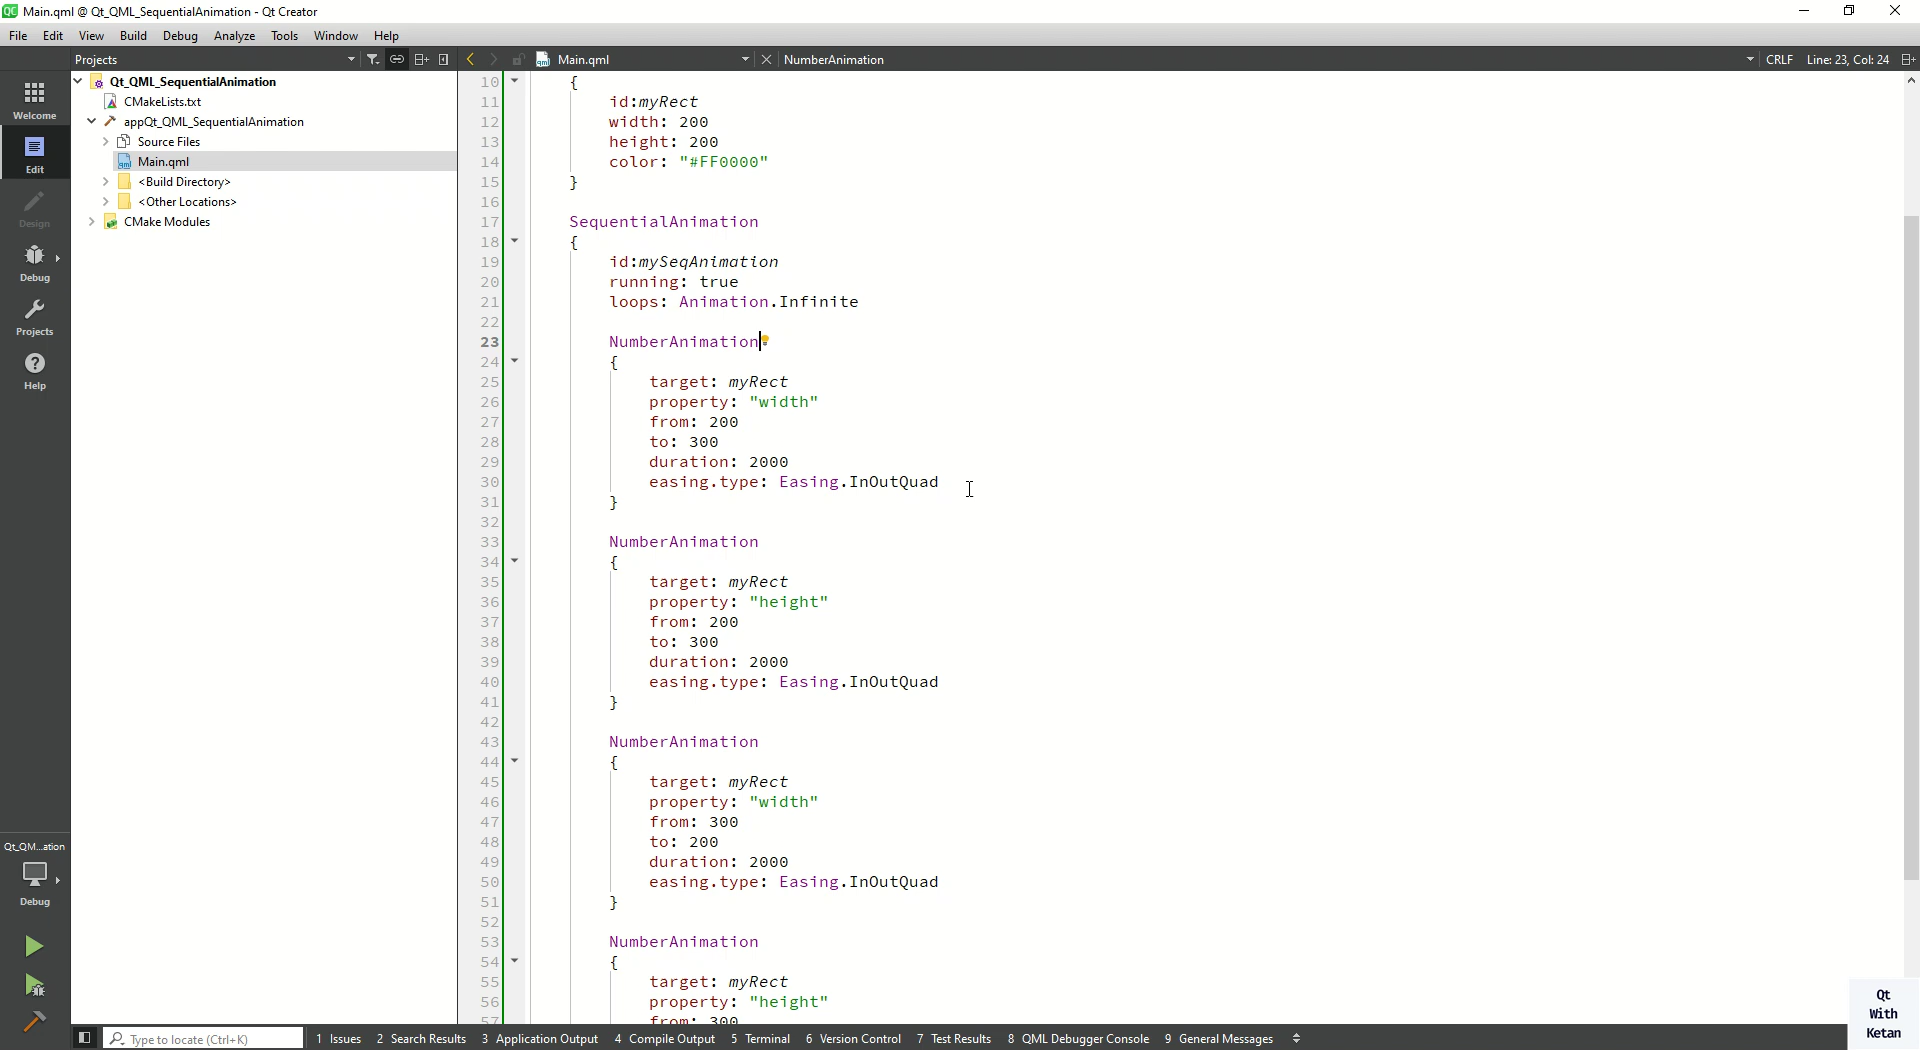 Main.qml @ Qt_QML_SequentialAnimation - Qt Creator
File Edit View Build Debug Analyze Tools Window Help
Projects
Main.qml
NumberAnimation
CRLF
Line: 23, Col: 24
Welcome
Edit
Design
Debug
Projects
Help
Qt_QM...ation
Debug
Qt_QML_SequentialAnimation
CMakeLists.txt
appQt_QML_SequentialAnimation
Source Files
Main.qml
<Build Directory>
<Other Locations>
CMake Modules
10 {
11 id:myRect
12 width: 200
13 height: 200
14 color: "#FF0000"
15 }
16
17 SequentialAnimation
18 {
19 id:mySeqAnimation
20 running: true
21 loops: Animation.Infinite
22
23 NumberAnimation
24 {
25 target: myRect
26 property: "width"
27 from: 200
28 to: 300
29 duration: 2000
30 easing.type: Easing.InOutQuad
31 }
32
33 NumberAnimation
34 {
35 target: myRect
36 property: "height"
37 from: 200
38 to: 300
39 duration: 2000
40 easing.type: Easing.InOutQuad
41 }
42
43 NumberAnimation
44 {
45 target: myRect
46 property: "width"
47 from: 300
48 to: 200
49 duration: 2000
50 easing.type: Easing.InOutQuad
51 }
52
53 NumberAnimation
54 {
55 target: myRect
56 property: "height"
57 from: 300
Type to locate (Ctrl+K)
1 Issues 2 Search Results 3 Application Output 4 Compile Output 5 Terminal 6 Version Control 7 Test Results 8 QML Debugger Console 9 General Messages
Qt
With
Ketan